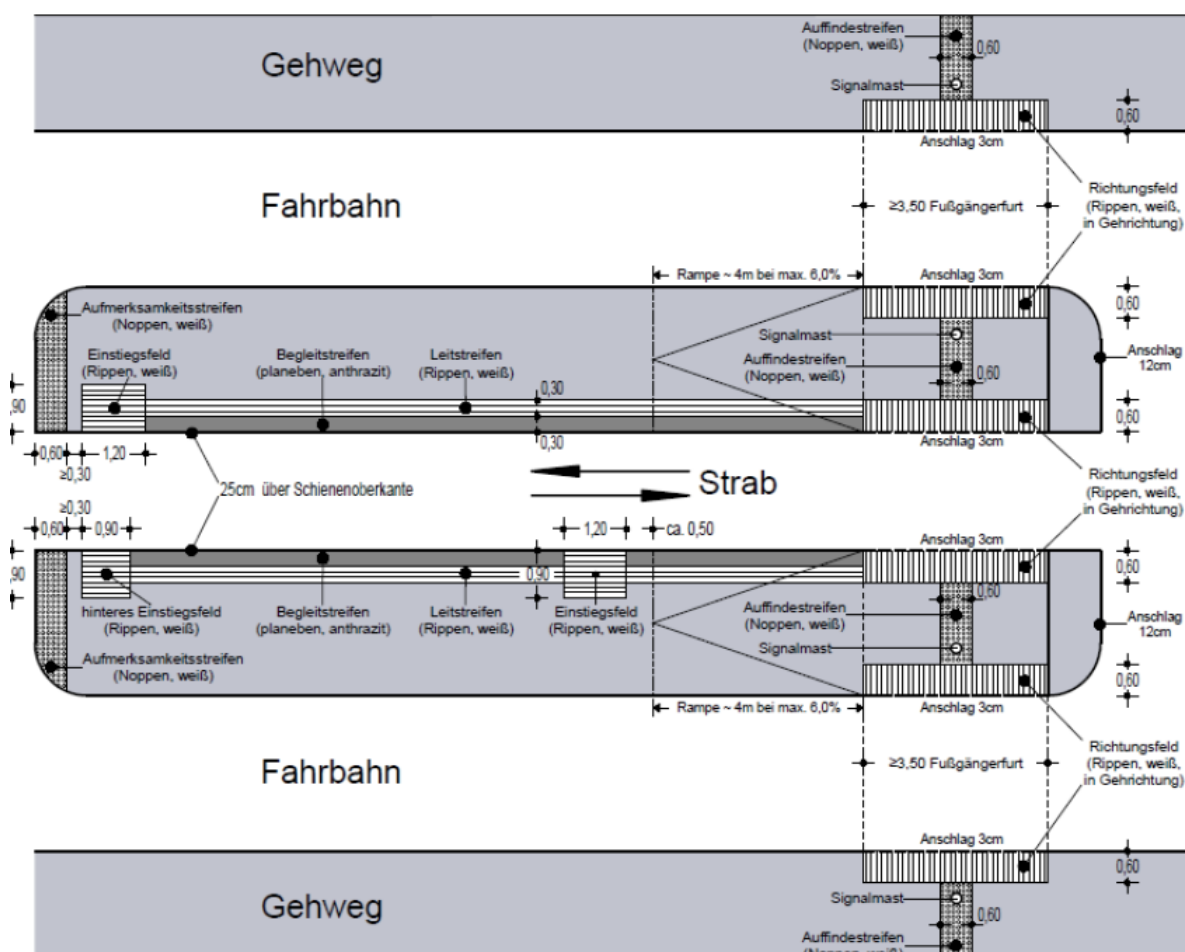 Auffindestreifen
(Noppen, weiß)
0,60
Gehweg
Signalmast
0,60
Anschlag 3cm
Richtungsfeld
(Rippen, weiß,
in Gehrichtung)
Fahrbahn
≥3,50 Fußgängerfurt
Rampe ~ 4m bei max. 6,0%
Anschlag 3cm
Aufmerksamkeitsstreifen
(Noppen, weiß)
0,60
Signalmast
Einstiegsfeld
(Rippen, weiß)
Begleitstreifen
(planeben, anthrazit)
Leitstreifen
(Rippen, weiß)
Auffindestreifen
(Noppen, weiß)
0,60
Anschlag
12cm
,90
0,30
0,60
0,60
1,20
0,30
Anschlag 3cm
≥0,30
25cm über Schienenoberkante
Strab
Richtungsfeld
(Rippen, weiß,
in Gehrichtung)
≥0,30
0,60
0,90
1,20
ca. 0,50
Anschlag 3cm
,90
0,90
0,60
0,60
hinteres Einstiegsfeld
(Rippen, weiß)
Begleitstreifen
(planeben, anthrazit)
Leitstreifen
(Rippen, weiß)
Einstiegsfeld
(Rippen, weiß)
Auffindestreifen
(Noppen, weiß)
Anschlag
12cm
Signalmast
Aufmerksamkeitsstreifen
(Noppen, weiß)
0,60
Rampe ~ 4m bei max. 6,0%
Anschlag 3cm
Fahrbahn
≥3,50 Fußgängerfurt
Richtungsfeld
(Rippen, weiß,
in Gehrichtung)
Anschlag 3cm
0,60
Gehweg
Signalmast
0,60
Auffindestreifen
(Noppen, weiß)